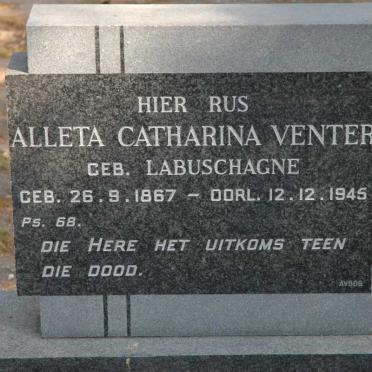 HIER RUS
ALLETA CATHARINA VENTER
GEB. LABUSCHAGNE
GEB. 26.9.1867 – OORL. 12.12.1945
PS. 68.
DIE HERE HET UITKOMS TEEN
DIE DOOD.
AVBOB